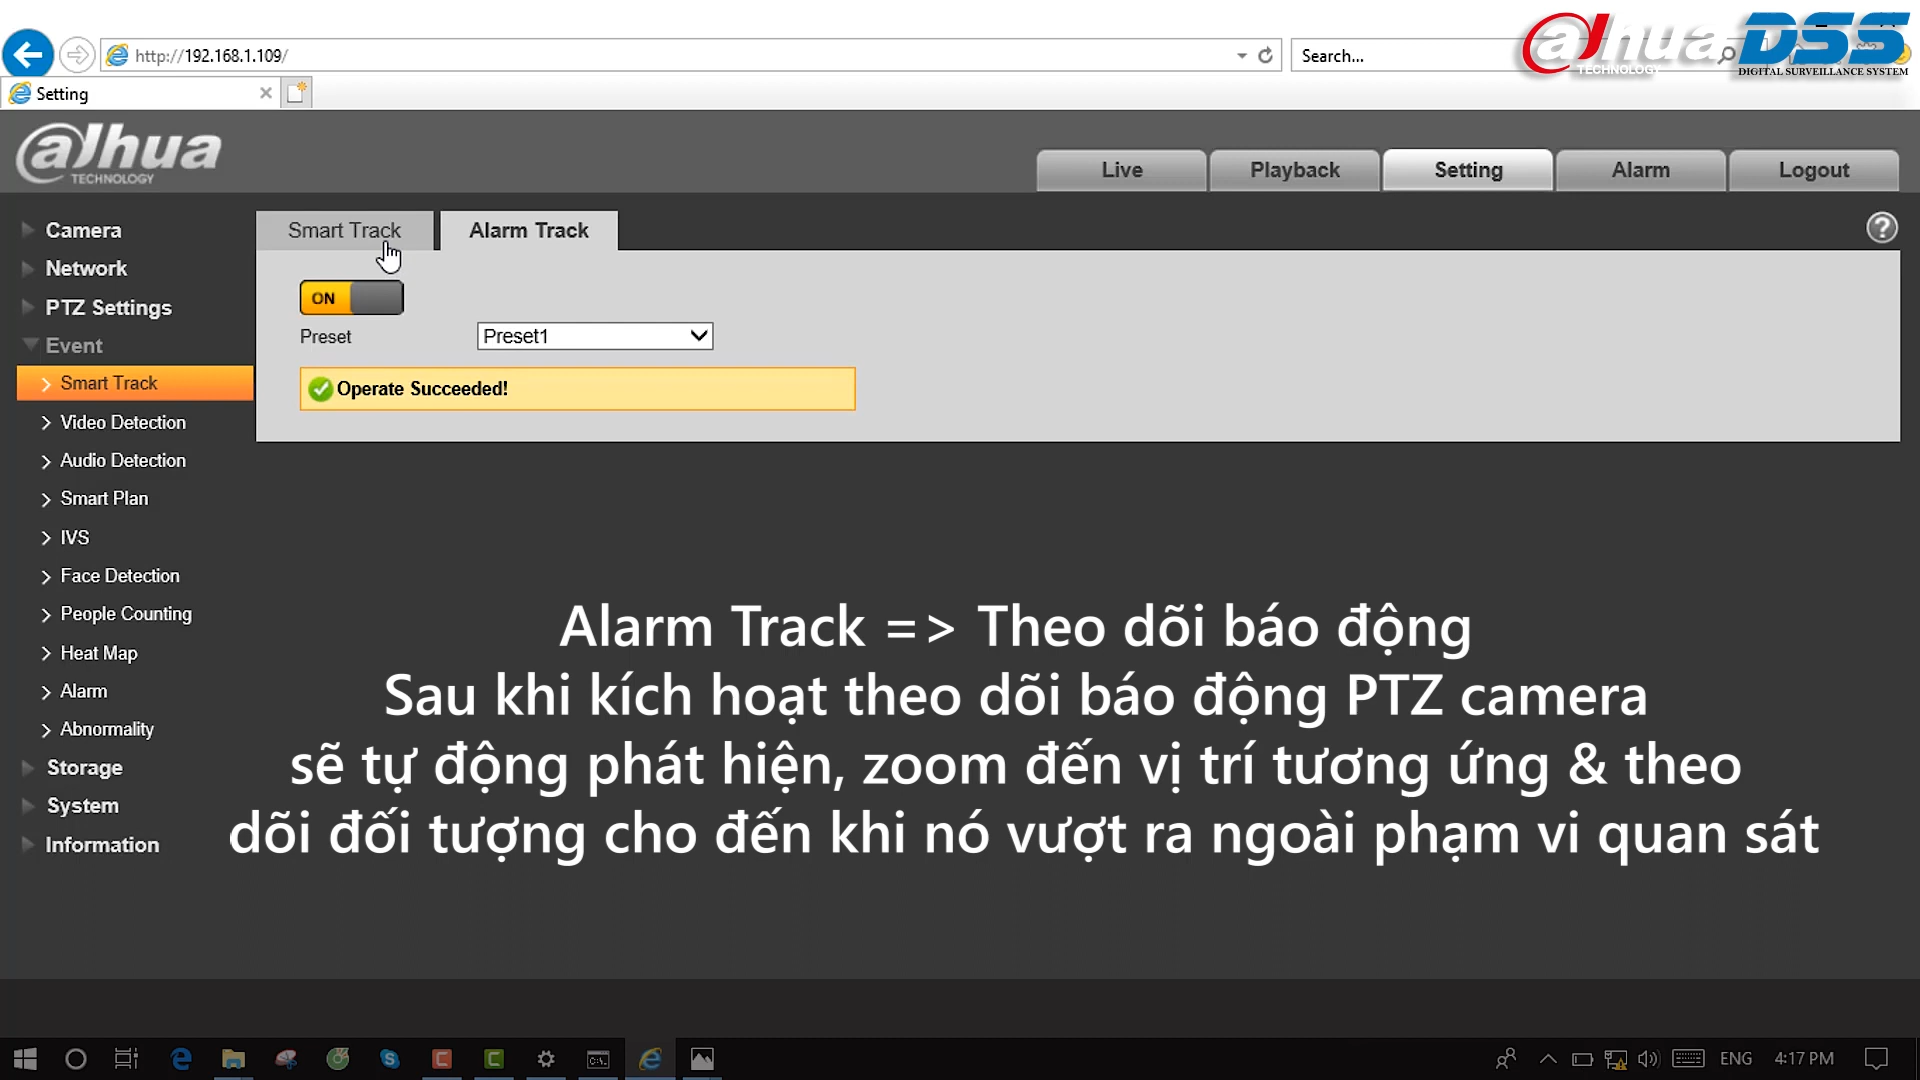 alhua DSS
TECHNOLOGY DIGITAL SURVEILLANCE SYSTEM
http://192.168.1.109/
Search...
Setting
alhua
TECHNOLOGY
Live Playback Setting Alarm Logout
Camera
Network
PTZ Settings
Event
Smart Track
Video Detection
Audio Detection
Smart Plan
IVS
Face Detection
People Counting
Heat Map
Alarm
Abnormality
Storage
System
Information
Smart Track Alarm Track
ON
Preset Preset1
Operate Succeeded!
Alarm Track => Theo dõi báo động
Sau khi kích hoạt theo dõi báo động PTZ camera
sẽ tự động phát hiện, zoom đến vị trí tương ứng & theo
dõi đối tượng cho đến khi nó vượt ra ngoài phạm vi quan sát
ENG 4:17 PM